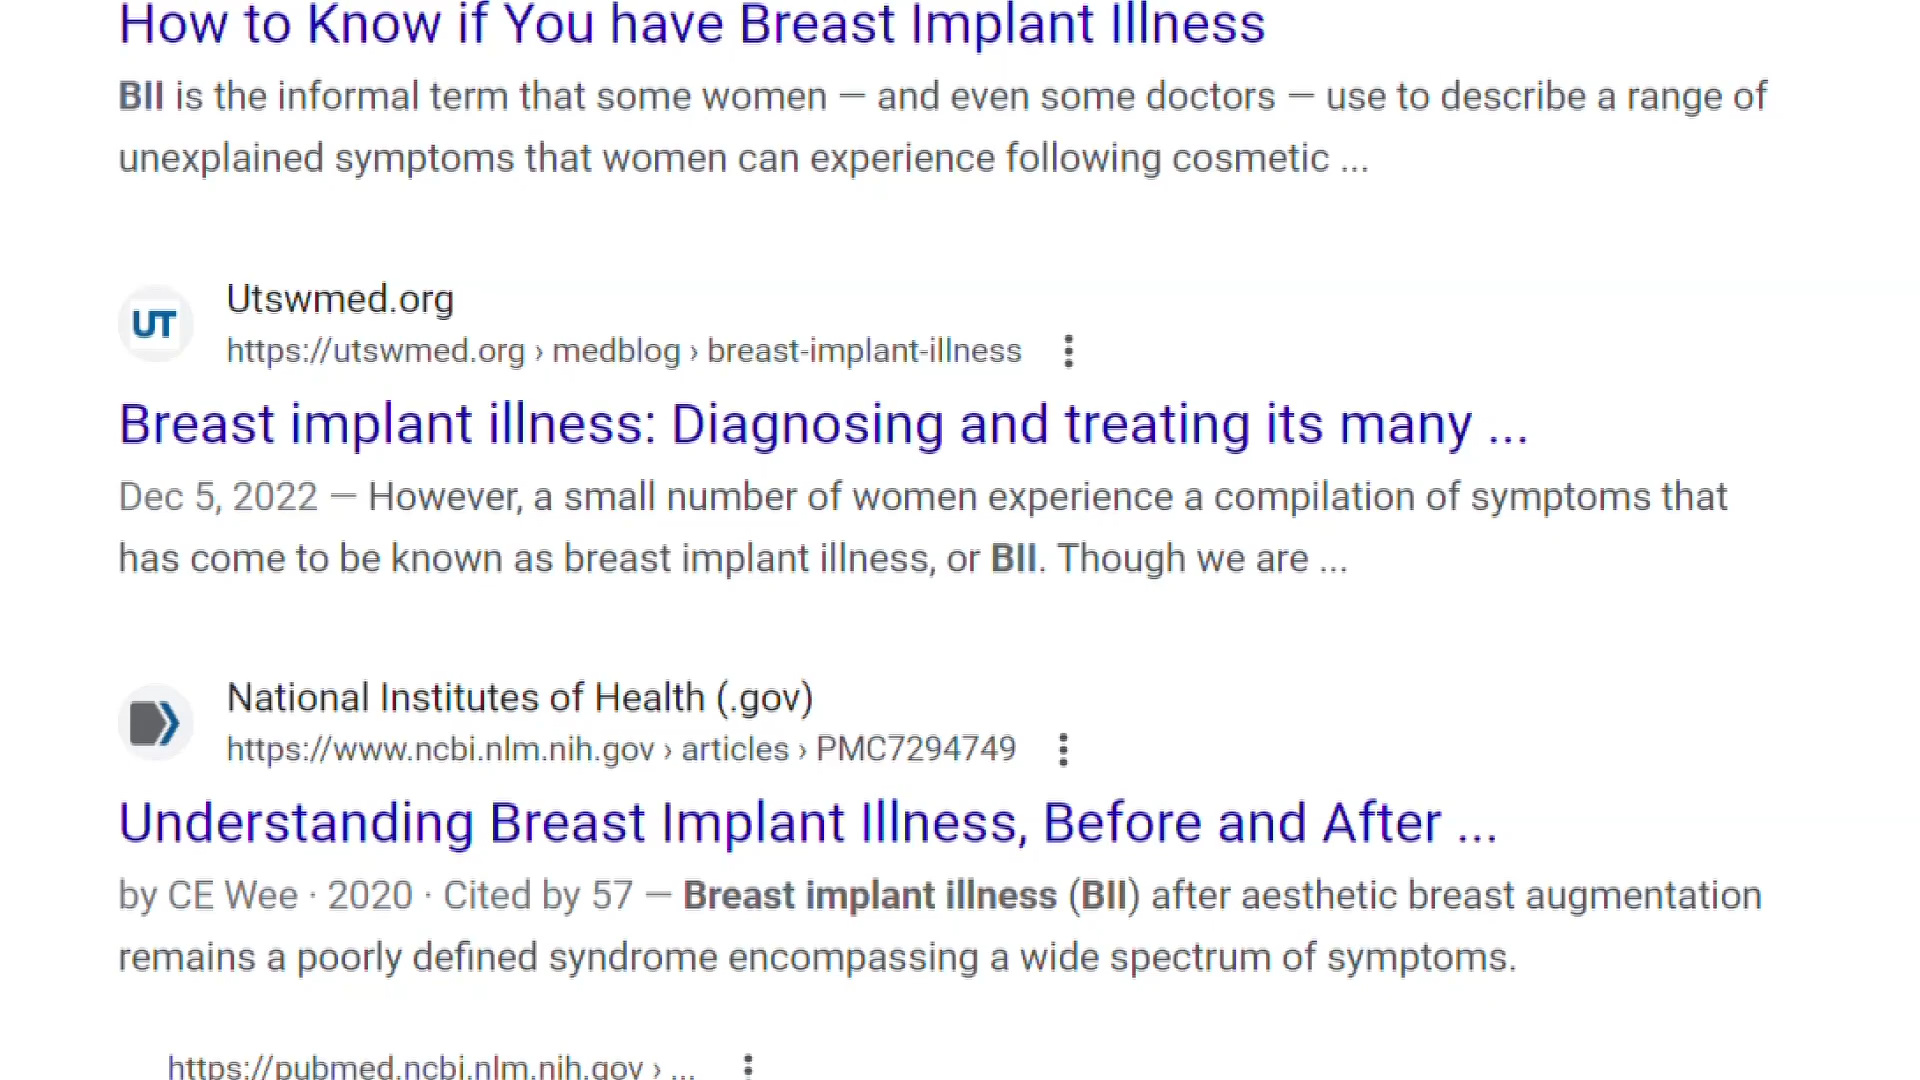 How to Know if You have Breast Implant Illness
BII is the informal term that some women — and even some doctors — use to describe a range of
unexplained symptoms that women can experience following cosmetic ...
UT
Utswmed.org
https://utswmed.org › medblog › breast-implant-illness
Breast implant illness: Diagnosing and treating its many ...
Dec 5, 2022 — However, a small number of women experience a compilation of symptoms that
has come to be known as breast implant illness, or BII. Though we are ...
National Institutes of Health (.gov)
https://www.ncbi.nlm.nih.gov › articles › PMC7294749
Understanding Breast Implant Illness, Before and After ...
by CE Wee · 2020 · Cited by 57 — Breast implant illness (BII) after aesthetic breast augmentation
remains a poorly defined syndrome encompassing a wide spectrum of symptoms.
https://pubmed.ncbi.nlm.nih.gov › ...